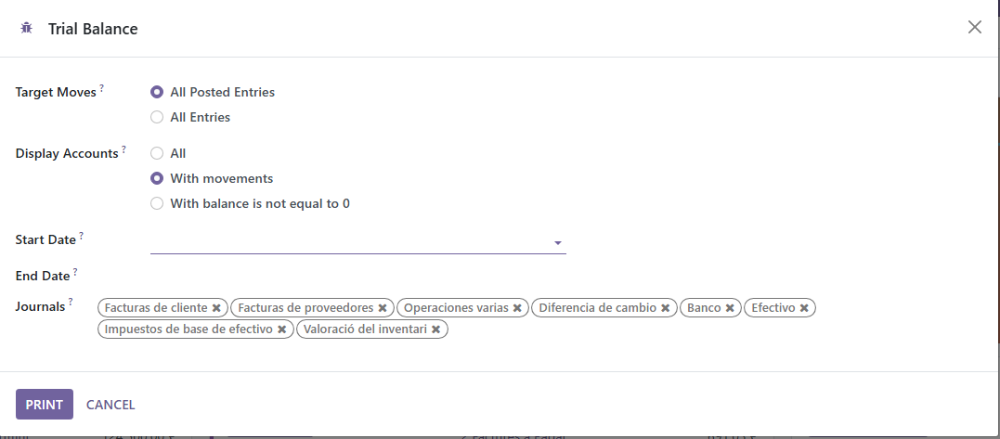 Trial Balance
Target Moves ?
All Posted Entries
All Entries
Display Accounts ?
All
With movements
With balance is not equal to 0
Start Date ?
End Date ?
Journals ?
Facturas de cliente Facturas de proveedores Operaciones varias Diferencia de cambio Banco Efectivo
Impuestos de base de efectivo Valoració del inventari
PRINT CANCEL